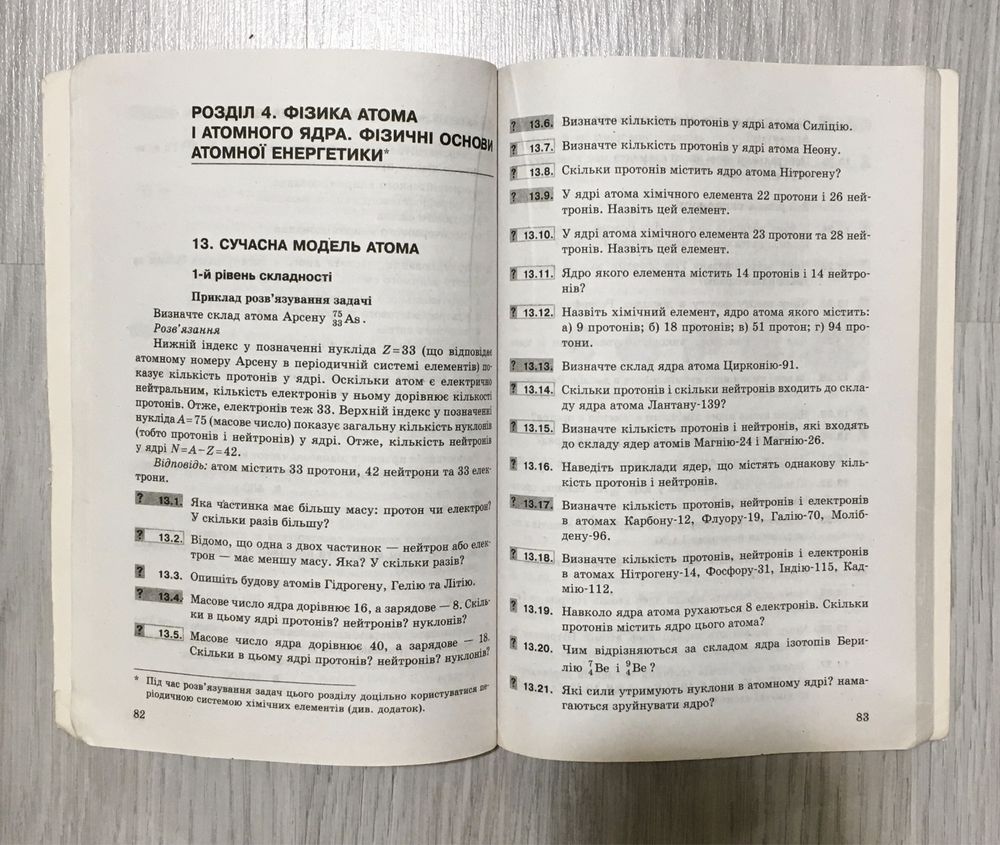 РОЗДІЛ 4. ФІЗИКА АТОМА
І АТОМНОГО ЯДРА. ФІЗИЧНІ ОСНОВИ
АТОМНОЇ ЕНЕРГЕТИКИ*
13. СУЧАСНА МОДЕЛЬ АТОМА
1-й рівень складності
Приклад розв'язування задачі
Визначте склад атома Арсену ⁷⁵₃₃As.
Розв'язання
Нижній індекс у позначенні нукліда Z=33 (що відповідає
атомному номеру Арсену в періодичній системі елементів) по-
казує кількість протонів у ядрі. Оскільки атом є електрично
нейтральним, кількість електронів у ньому дорівнює кількості
протонів. Отже, електронів теж 33. Верхній індекс у позначенні
нукліда A=75 (масове число) показує загальну кількість нуклонів
(тобто протонів і нейтронів) у ядрі. Отже, кількість нейтронів
у ядрі N=A–Z=42.
Відповідь: атом містить 33 протони, 42 нейтрони та 33 елек-
трони.
? 13.1. Яка частинка має більшу масу: протон чи електрон?
У скільки разів більшу?
? 13.2. Відомо, що одна з двох частинок — нейтрон або елек-
трон — має меншу масу. Яка? У скільки разів?
? 13.3. Опишіть будову атомів Гідрогену, Гелію та Літію.
? 13.4. Масове число ядра дорівнює 16, а зарядове — 8. Скіль-
ки в цьому ядрі протонів? нейтронів? нуклонів?
? 13.5. Масове число ядра дорівнює 40, а зарядове — 18.
Скільки в цьому ядрі протонів? нейтронів? нуклонів?
* Під час розв'язування задач цього розділу доцільно користуватися пе-
ріодичною системою хімічних елементів (див. додаток).
82
? 13.6. Визначте кількість протонів у ядрі атома Силіцію.
? 13.7. Визначте кількість протонів у ядрі атома Неону.
? 13.8. Скільки протонів містить ядро атома Нітрогену?
? 13.9. У ядрі атома хімічного елемента 22 протони і 26 ней-
тронів. Назвіть цей елемент.
? 13.10. У ядрі атома хімічного елемента 23 протони та 28 ней-
тронів. Назвіть цей елемент.
? 13.11. Ядро якого елемента містить 14 протонів і 14 нейтро-
нів?
? 13.12. Назвіть хімічний елемент, ядра атома якого містить:
а) 9 протонів; б) 18 протонів; в) 51 протон; г) 94 про-
тони.
? 13.13. Визначте склад ядра атома Цирконію-91.
? 13.14. Скільки протонів і скільки нейтронів входять до скла-
ду ядра атома Лантану-139?
? 13.15. Визначте кількість протонів і нейтронів, які входять
до складу ядер атомів Магнію-24 і Магнію-26.
? 13.16. Наведіть приклади ядер, що містять однакову кіль-
кість протонів і нейтронів.
? 13.17. Визначте кількість протонів, нейтронів і електронів
в атомах Карбону-12, Флуору-19, Галію-70, Моліб-
дену-96.
? 13.18. Визначте кількість протонів, нейтронів і електронів
в атомах Нітрогену-14, Фосфору-31, Індію-115, Кад-
мію-112.
? 13.19. Навколо ядра атома рухаються 8 електронів. Скільки
протонів містить ядро цього атома?
? 13.20. Чим відрізняються за складом ядра ізотопів Бери-
лію ⁷₄Be і ⁹₄Be?
? 13.21. Які сили утримують нуклони в атомному ядрі? нама-
гаються зруйнувати ядро?
83